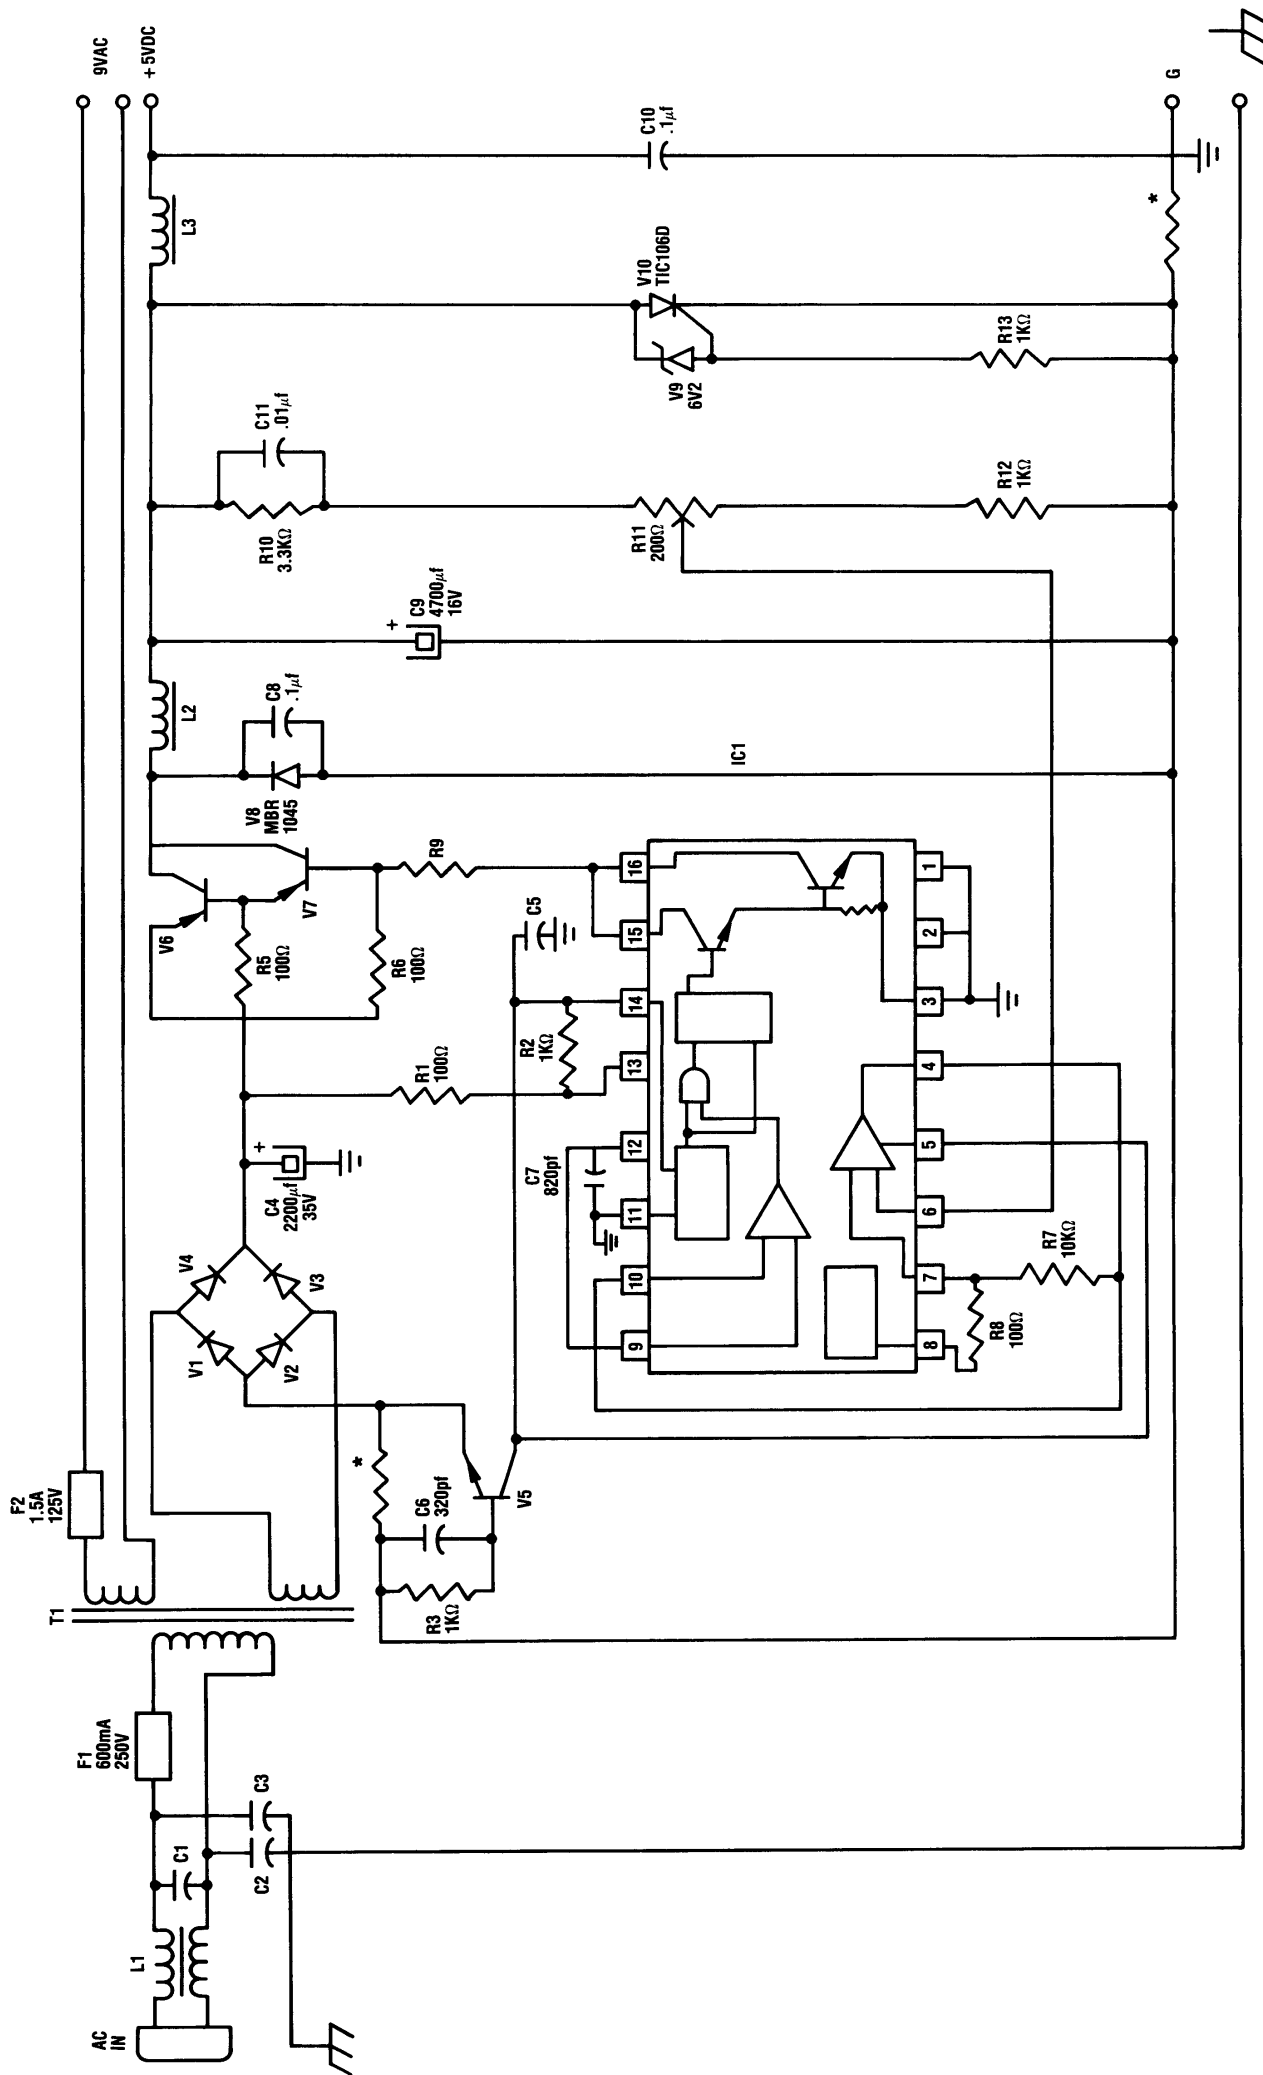 AC
IN
L1
C1
C2
C3
F1
600mA
250V
T1
F2
1.5A
125V
9VAC
+5VDC
V1
V4
V2
V3
C4
2200µf
35V
+
*
R3
1KΩ
C6
320pf
V5
R1
100Ω
R2
1KΩ
C5
C7
820pf
R5
100Ω
R6
100Ω
V6
V7
R9
V8
MBR
1045
C8
.1µf
L2
IC1
9
10
11
12
13
14
15
16
8
7
6
5
4
3
2
1
R8
100Ω
R7
10KΩ
+
C9
4700µf
16V
R10
3.3KΩ
C11
.01µf
R11
200Ω
R12
1KΩ
V9
6V2
V10
TIC106D
R13
1KΩ
L3
C10
.1µf
*
G